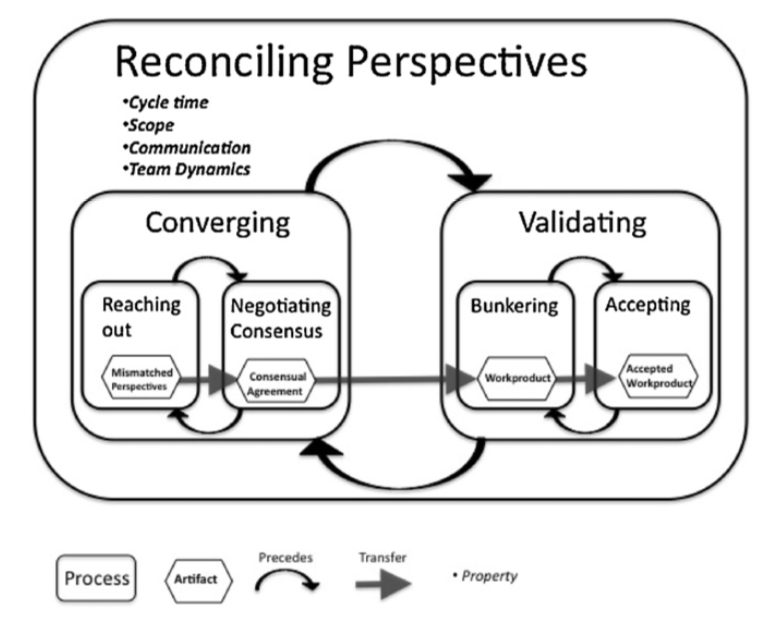 Reconciling Perspectives
•Cycle time
•Scope
•Communication
•Team Dynamics
Converging
Validating
Reaching
out
Negotiating
Consensus
Bunkering
Accepting
Mismatched
Perspectives
Consensual
Agreement
Workproduct
Accepted
Workproduct
Process
Artifact
Precedes
Transfer
• Property